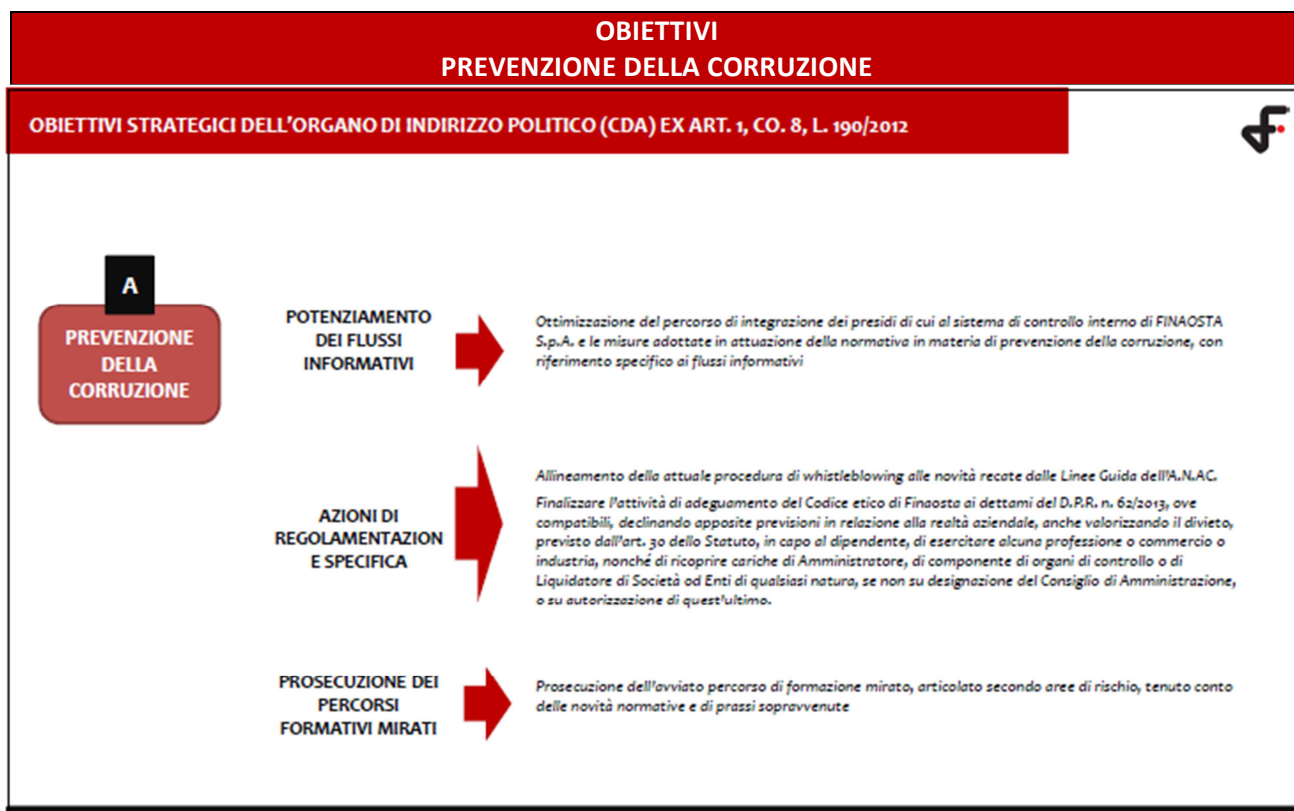 OBIETTIVI
PREVENZIONE DELLA CORRUZIONE
OBIETTIVI STRATEGICI DELL'ORGANO DI INDIRIZZO POLITICO (CDA) EX ART. 1, CO. 8, L. 190/2012
A
PREVENZIONE
DELLA
CORRUZIONE
POTENZIAMENTO
DEI FLUSSI
INFORMATIVI
Ottimizzazione del percorso di integrazione dei presidi di cui al sistema di controllo interno di FINAOSTA
S.p.A. e le misure adottate in attuazione della normativa in materia di prevenzione della corruzione, con
riferimento specifico ai flussi informativi
AZIONI DI
REGOLAMENTAZION
E SPECIFICA
Allineamento della attuale procedura di whistleblowing alle novità recate dalle Linee Guida dell'A.NAC.
Finalizzare l'attività di adeguamento del Codice etico di Finaosta ai dettami del D.P.R. n. 62/2013, ove
compatibili, declinando apposite previsioni in relazione alla realtà aziendale, anche valorizzando il divieto,
previsto dall'art. 30 dello Statuto, in capo al dipendente, di esercitare alcuna professione o commercio o
industria, nonché di ricoprire cariche di Amministratore, di componente di organi di controllo o di
Liquidatore di Società od Enti di qualsiasi natura, se non su designazione del Consiglio di Amministrazione,
o su autorizzazione di quest'ultimo.
PROSECUZIONE DEI
PERCORSI
FORMATIVI MIRATI
Prosecuzione dell'avviato percorso di formazione mirato, articolato secondo aree di rischio, tenuto conto
delle novità normative e di prassi sopravvenute